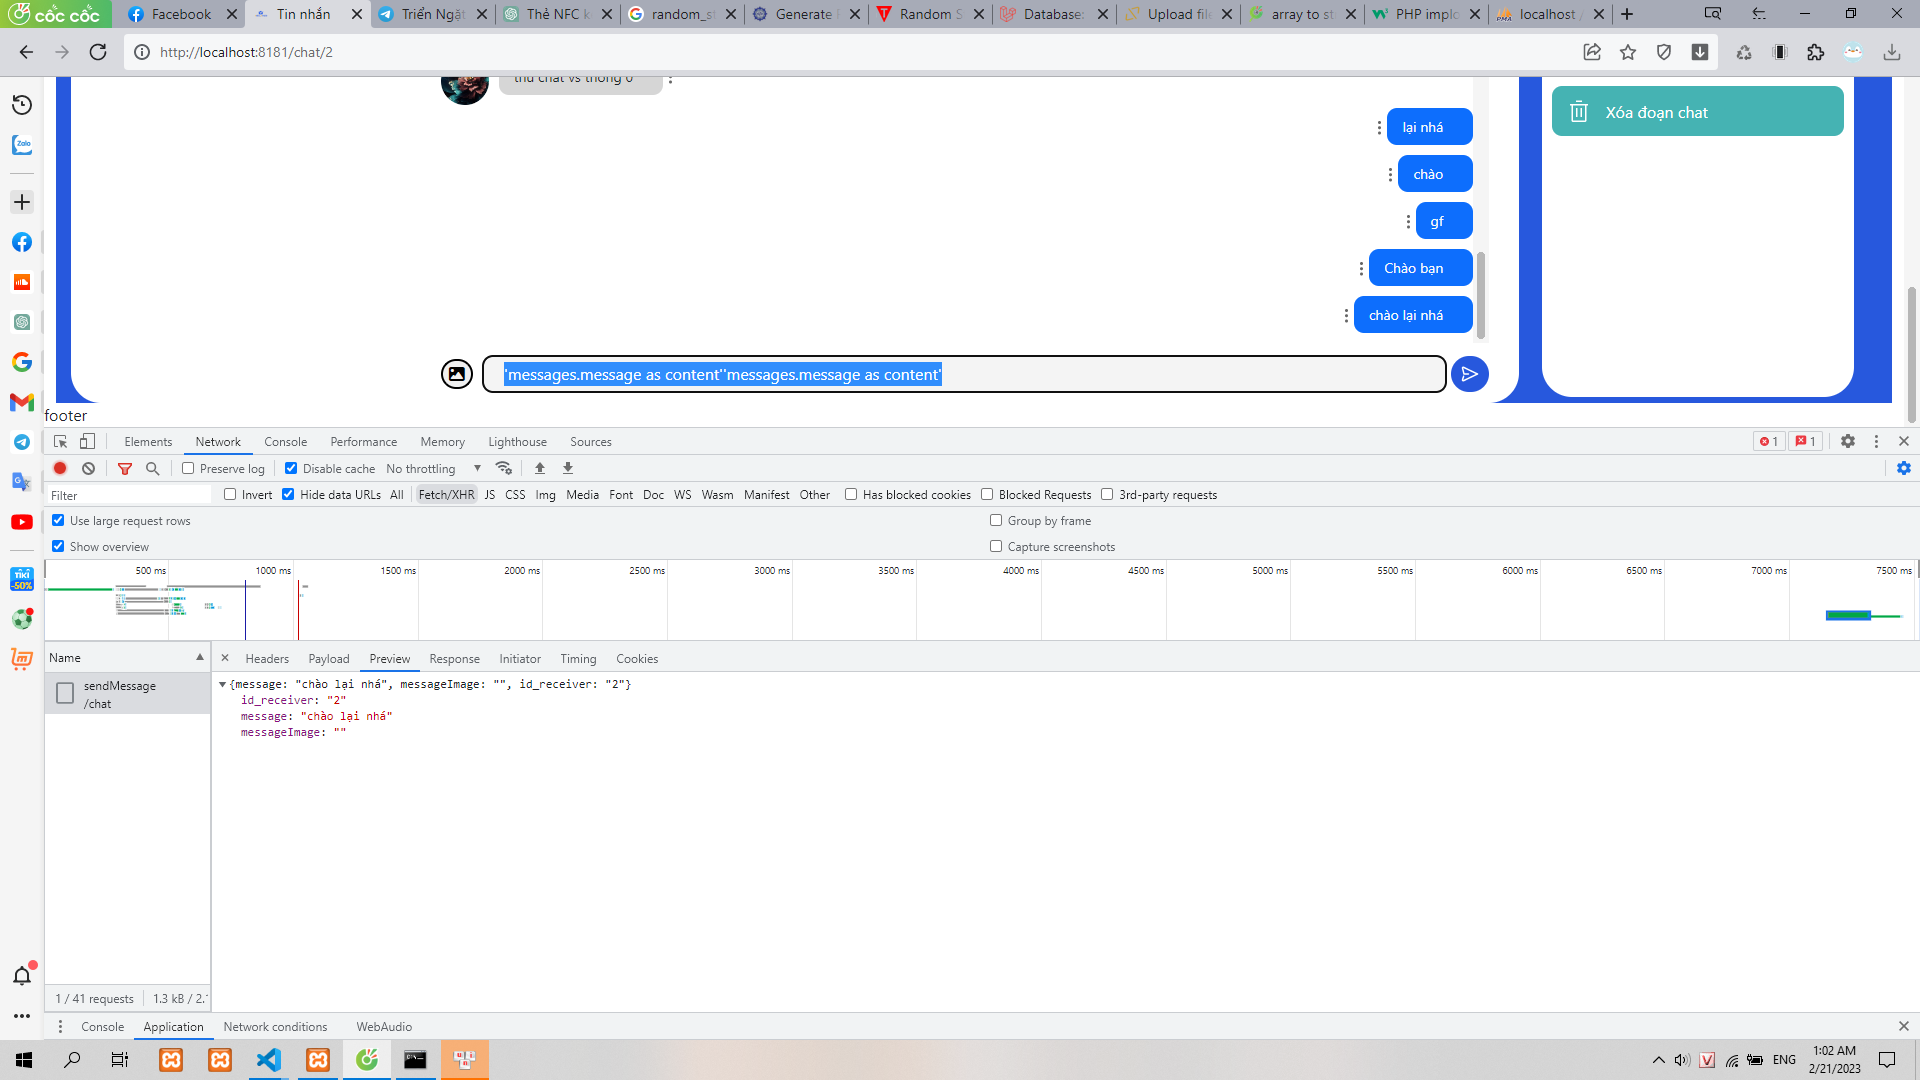 cốc cốc
Facebook
Tin nhắn
Triển Ngặt
Thẻ NFC k
random_st
Generate
Random S
Database:
Upload file
array to st
PHP implo
localhost /
http://localhost:8181/chat/2
thu chat vs thong 0
Xóa đoạn chat
lại nhá
chào
gf
Chào bạn
chào lại nhá
'messages.message as content''messages.message as content'
footer
Elements
Network
Console
Performance
Memory
Lighthouse
Sources
1
1
Preserve log
Disable cache
No throttling
Filter
Invert
Hide data URLs
All
Fetch/XHR
JS
CSS
Img
Media
Font
Doc
WS
Wasm
Manifest
Other
Has blocked cookies
Blocked Requests
3rd-party requests
Use large request rows
Group by frame
Show overview
Capture screenshots
500 ms
1000 ms
1500 ms
2000 ms
2500 ms
3000 ms
3500 ms
4000 ms
4500 ms
5000 ms
5500 ms
6000 ms
6500 ms
7000 ms
7500 ms
Name
Headers
Payload
Preview
Response
Initiator
Timing
Cookies
sendMessage
/chat
{message: "chào lại nhá", messageImage: "", id_receiver: "2"}
id_receiver: "2"
message: "chào lại nhá"
messageImage: ""
1 / 41 requests
1.3 kB / 2.
Console
Application
Network conditions
WebAudio
Zalo
TIKI
-50%
ENG
1:02 AM
2/21/2023